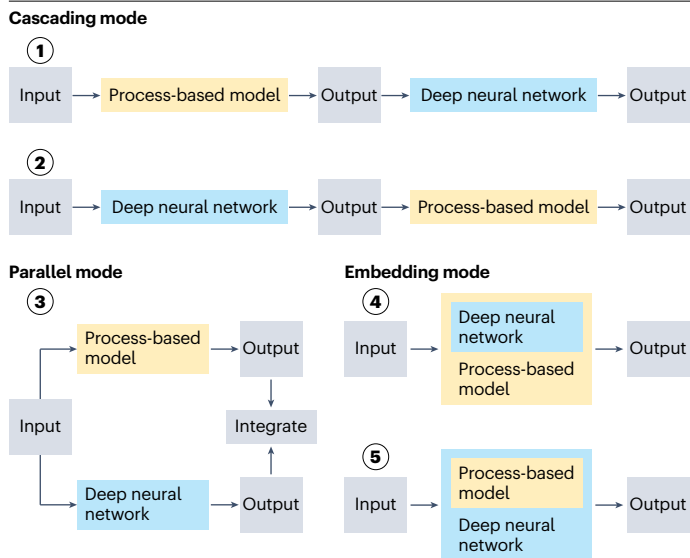 Cascading mode
1
Input
Process-based model
Output
Deep neural network
Output
2
Input
Deep neural network
Output
Process-based model
Output
Parallel mode
3
Process-based
model
Output
Input
Integrate
Deep neural
network
Output
Embedding mode
4
Input
Deep neural
network
Process-based
model
Output
5
Input
Process-based
model
Deep neural
network
Output